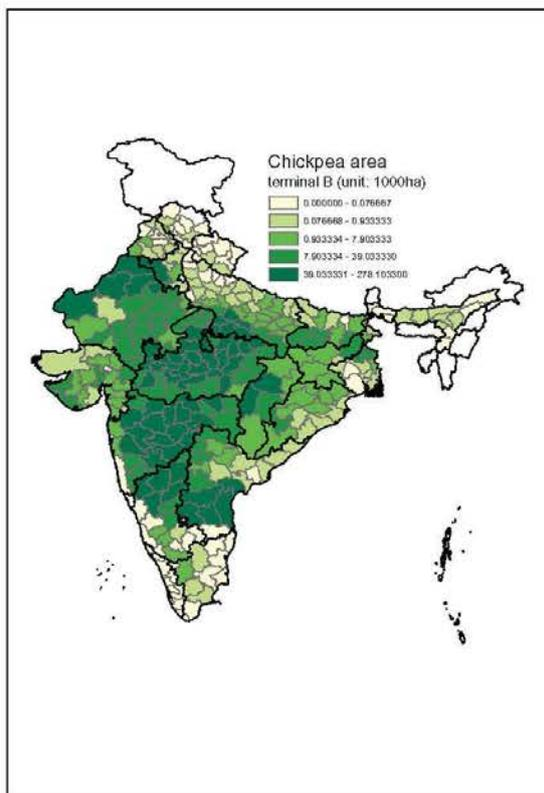 Chickpea area
terminal B (unit: 1000ha)
0.000000 - 0.076667
0.076668 - 0.933333
0.933334 - 7.903333
7.903334 - 39.033330
39.033331 - 278.103300